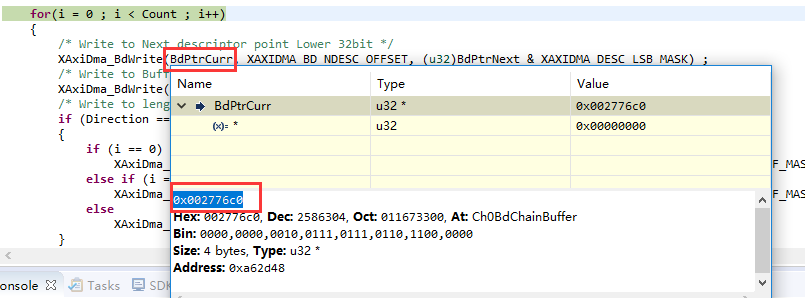 for(i = 0 ; i < Count ; i++)
{
/* Write to Next descriptor point Lower 32bit */
XAxiDma_BdWrite(BdPtrCurr, XAXIDMA_BD_NDESC_OFFSET, (u32)BdPtrNext & XAXIDMA_DESC_LSB_MASK) ;
/* Write to Buff
XAxiDma_BdWrite(
/* Write to leng
if (Direction ==
{
if (i == 0)
XAxiDma_ F_MAS
else if (i =
XAxiDma_ F_MAS
else
XAxiDma_
}
Name Type Value
BdPtrCurr u32 * 0x002776c0
(x)= * u32 0x00000000
0x002776c0
Hex: 002776c0, Dec: 2586304, Oct: 011673300, At: Ch0BdChainBuffer
Bin: 0000,0000,0010,0111,0111,0110,1100,0000
Size: 4 bytes, Type: u32 *
Address: 0xa62d48
onsole Tasks SDK